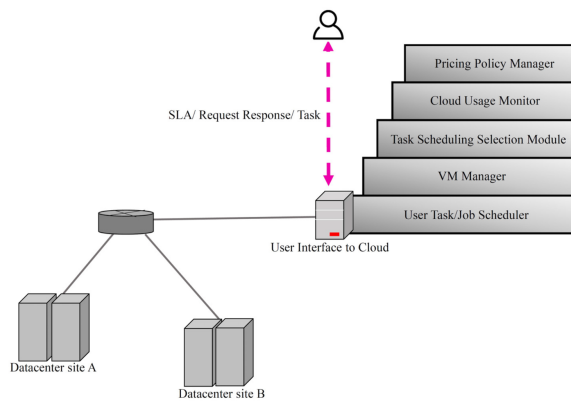 Pricing Policy Manager
Cloud Usage Monitor
SLA/ Request Response/ Task
Task Scheduling Selection Module
VM Manager
User Task/Job Scheduler
User Interface to Cloud
Datacenter site A
Datacenter site B